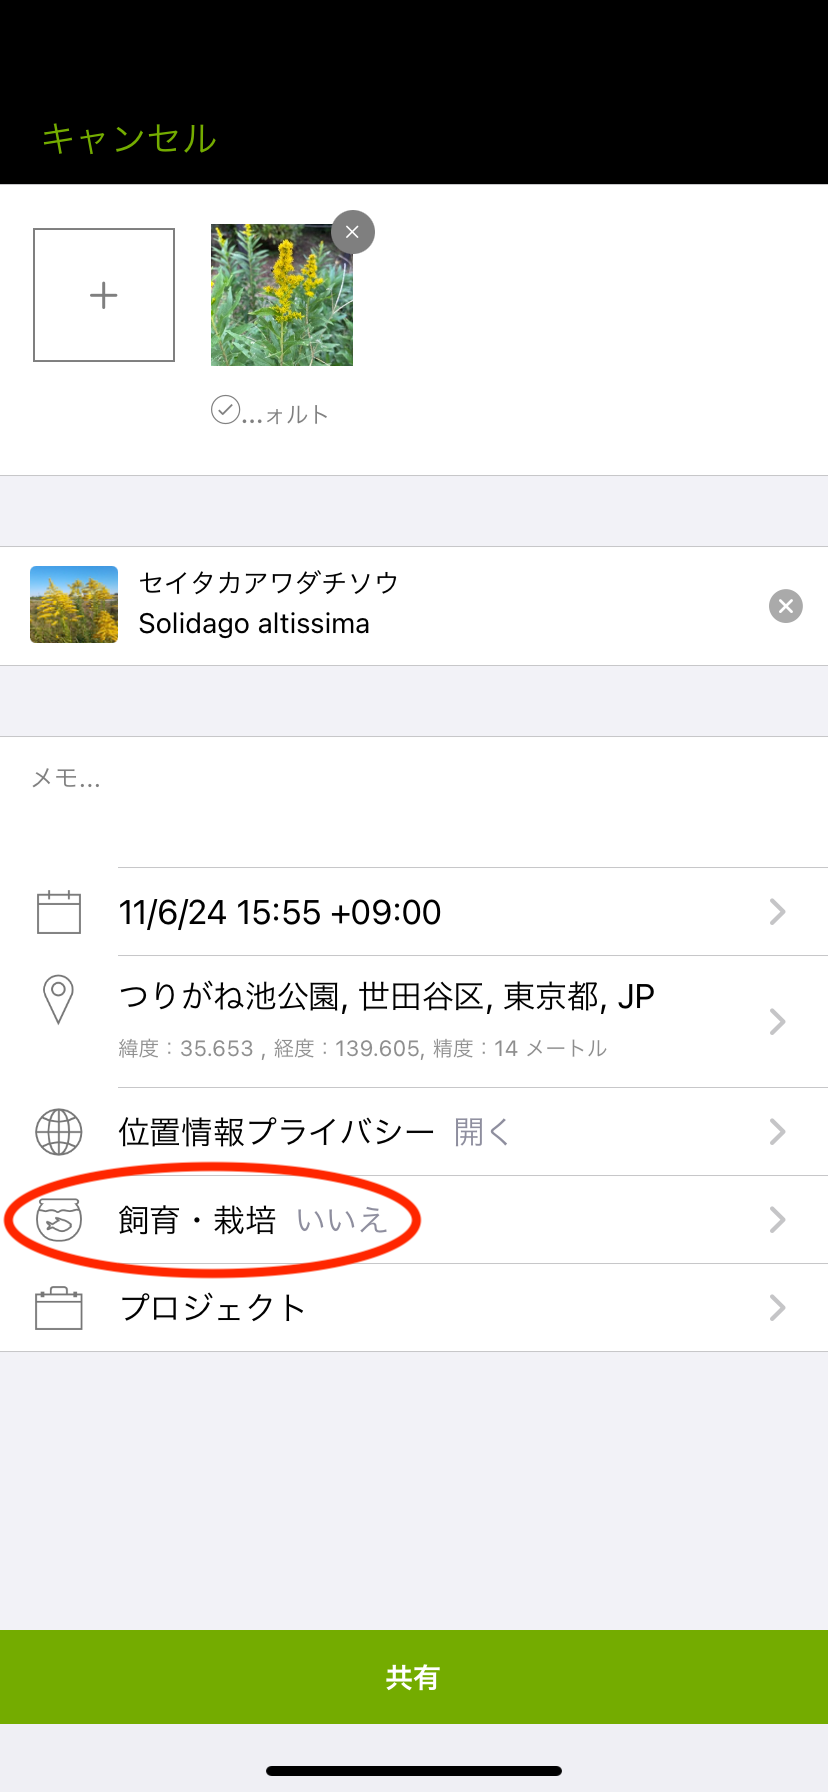 キャンセル
...ォルト
セイタカアワダチソウ
Solidago altissima
メモ...
11/6/24 15:55 +09:00
つりがね池公園, 世田谷区, 東京都, JP
緯度：35.653 , 経度：139.605, 精度：14 メートル
位置情報プライバシー 開く
飼育・栽培 いいえ
プロジェクト
共有